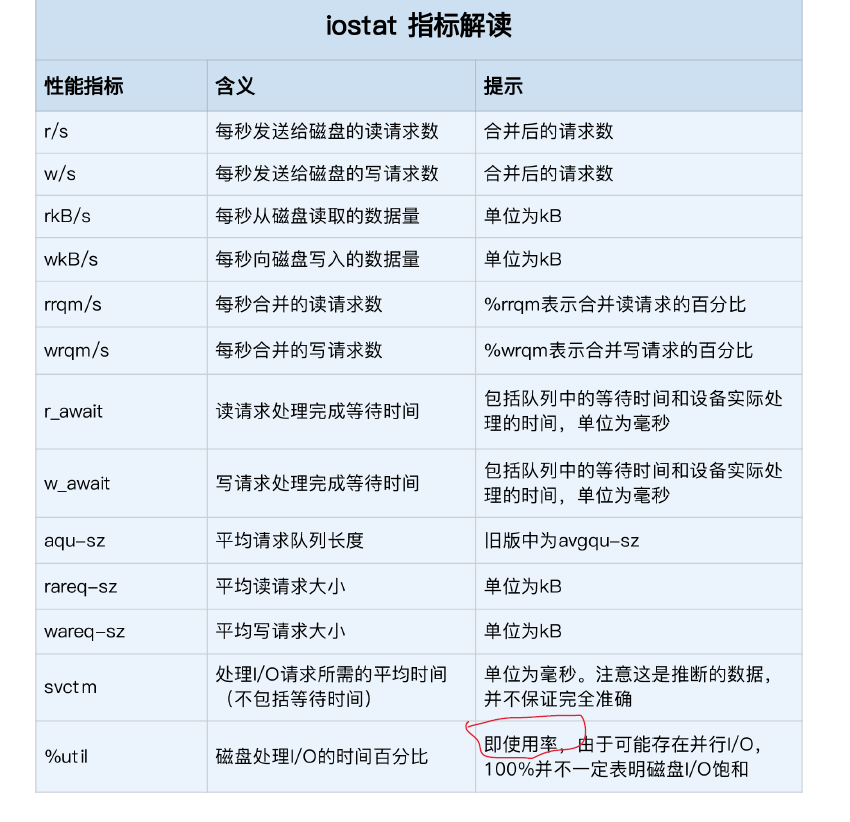 iostat 指标解读
性能指标 含义 提示
r/s 每秒发送给磁盘的读请求数 合并后的请求数
w/s 每秒发送给磁盘的写请求数 合并后的请求数
rkB/s 每秒从磁盘读取的数据量 单位为kB
wkB/s 每秒向磁盘写入的数据量 单位为kB
rrqm/s 每秒合并的读请求数 %rrqm表示合并读请求的百分比
wrqm/s 每秒合并的写请求数 %wrqm表示合并写请求的百分比
r_await 读请求处理完成等待时间 包括队列中的等待时间和设备实际处
理的时间，单位为毫秒
w_await 写请求处理完成等待时间 包括队列中的等待时间和设备实际处
理的时间，单位为毫秒
aqu-sz 平均请求队列长度 旧版中为avgqu-sz
rareq-sz 平均读请求大小 单位为kB
wareq-sz 平均写请求大小 单位为kB
svctm 处理I/O请求所需的平均时间 单位为毫秒。注意这是推断的数据，
（不包括等待时间） 并不保证完全准确
%util 磁盘处理I/O的时间百分比 即使用率，由于可能存在并行I/O，
100%并不一定表明磁盘I/O饱和